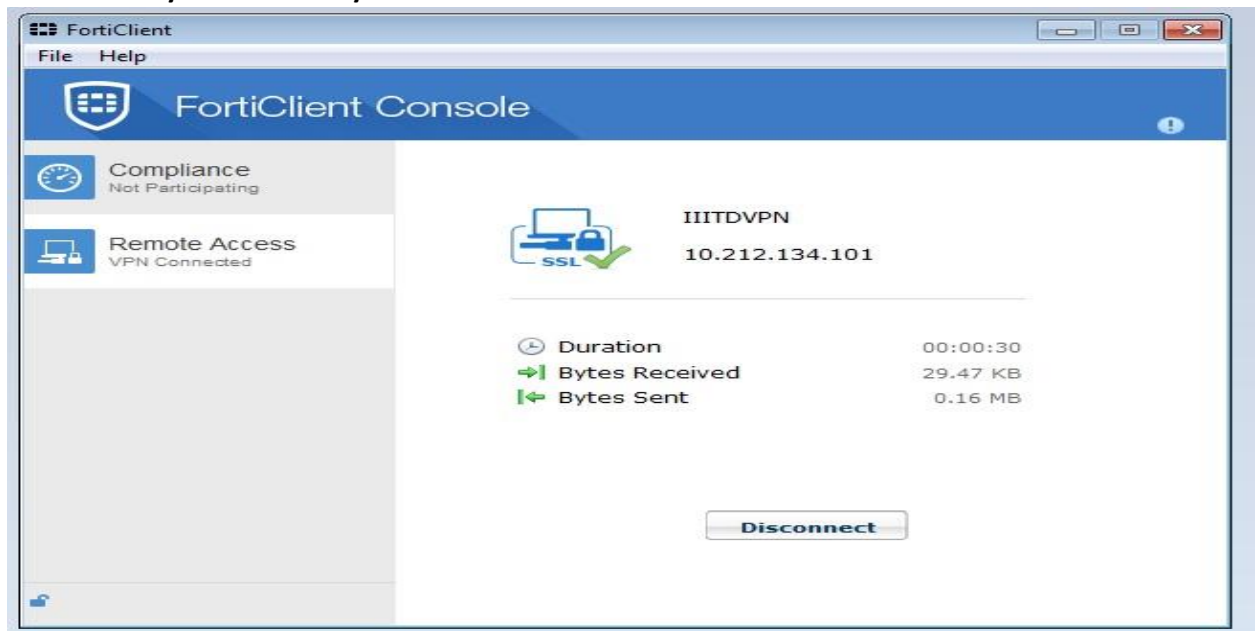 FortiClient
File Help
FortiClient Console
Compliance
Not Participating
Remote Access
VPN Connected
SSL
IIITDVPN
10.212.134.101
Duration 00:00:30
Bytes Received 29.47 KB
Bytes Sent 0.16 MB
Disconnect